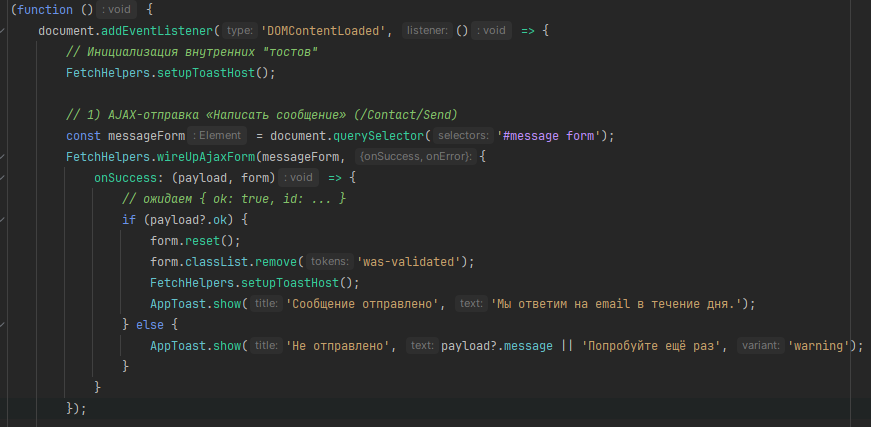 (function () : void {
    document.addEventListener( type: 'DOMContentLoaded', listener: () : void => {
        // Инициализация внутренних "тостов"
        FetchHelpers.setupToastHost();

        // 1) AJAX-отправка «Написать сообщение» (/Contact/Send)
        const messageForm : Element = document.querySelector( selectors: '#message form');
        FetchHelpers.wireUpAjaxForm(messageForm, {onSuccess, onError}: {
            onSuccess: (payload, form) : void => {
                // ожидаем { ok: true, id: ... }
                if (payload?.ok) {
                    form.reset();
                    form.classList.remove( tokens: 'was-validated');
                    FetchHelpers.setupToastHost();
                    AppToast.show( title: 'Сообщение отправлено', text: 'Мы ответим на email в течение дня.');
                } else {
                    AppToast.show( title: 'Не отправлено', text: payload?.message || 'Попробуйте ещё раз', variant: 'warning');
                }
            }
        });